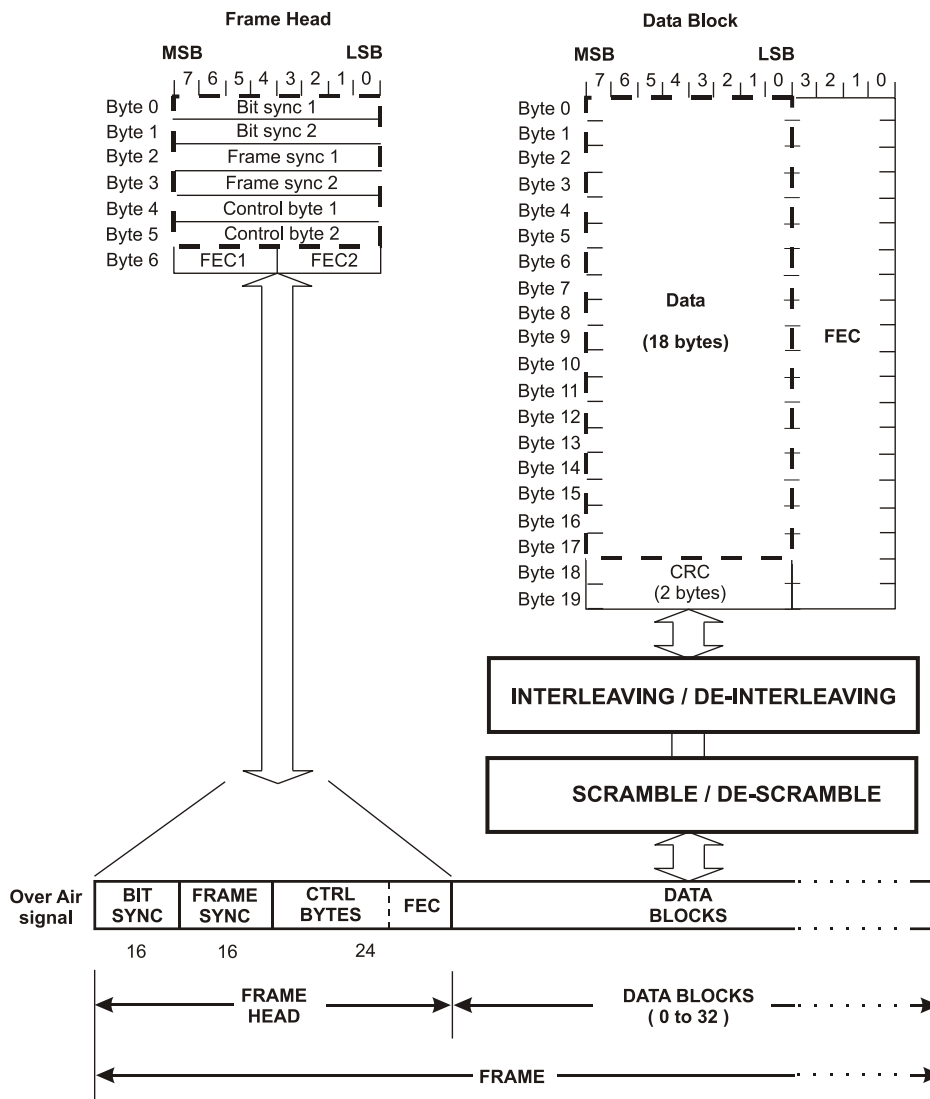 Frame Head
Data Block
MSB LSB
7 6 5 4 3 2 1 0
MSB LSB
7 6 5 4 3 2 1 0 3 2 1 0
Byte 0 Bit sync 1
Byte 1 Bit sync 2
Byte 2 Frame sync 1
Byte 3 Frame sync 2
Byte 4 Control byte 1
Byte 5 Control byte 2
Byte 6 FEC1 FEC2
Byte 0
Byte 1
Byte 2
Byte 3
Byte 4
Byte 5
Byte 6
Byte 7
Byte 8
Byte 9
Byte 10
Byte 11
Byte 12
Byte 13
Byte 14
Byte 15
Byte 16
Byte 17
Byte 18
Byte 19
Data
(18 bytes)
FEC
CRC
(2 bytes)
INTERLEAVING / DE-INTERLEAVING
SCRAMBLE / DE-SCRAMBLE
Over Air
signal
BIT
SYNC
FRAME
SYNC
CTRL
BYTES
FEC
DATA
BLOCKS
16 16 24
FRAME
HEAD
DATA BLOCKS
( 0 to 32 )
FRAME